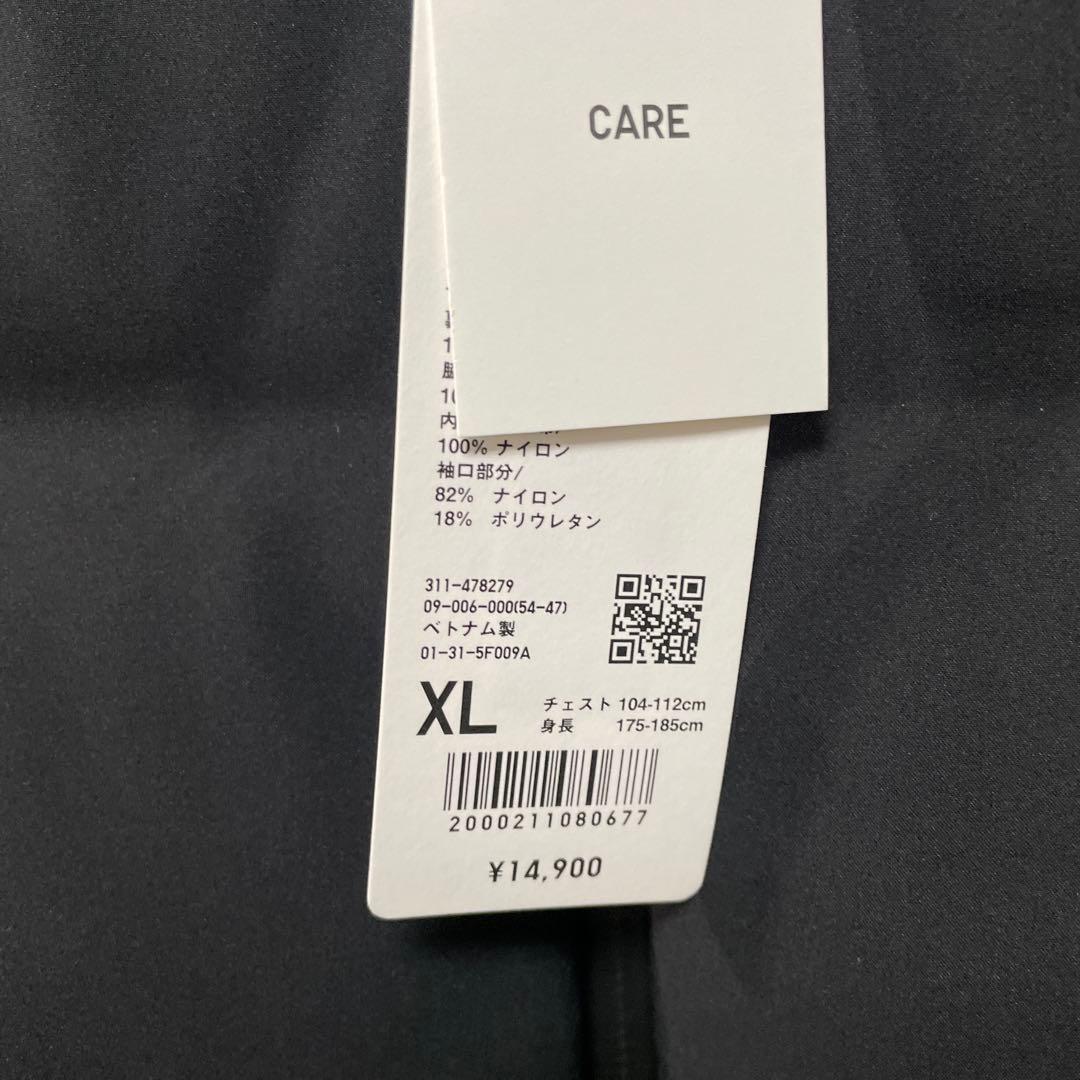 CARE
内
100% ナイロン
袖口部分/
82% ナイロン
18% ポリウレタン
311-478279
09-006-000(54-47)
ベトナム製
01-31-5F009A
XL
チェスト 104-112cm
身長 175-185cm
2000211080677
¥14,900